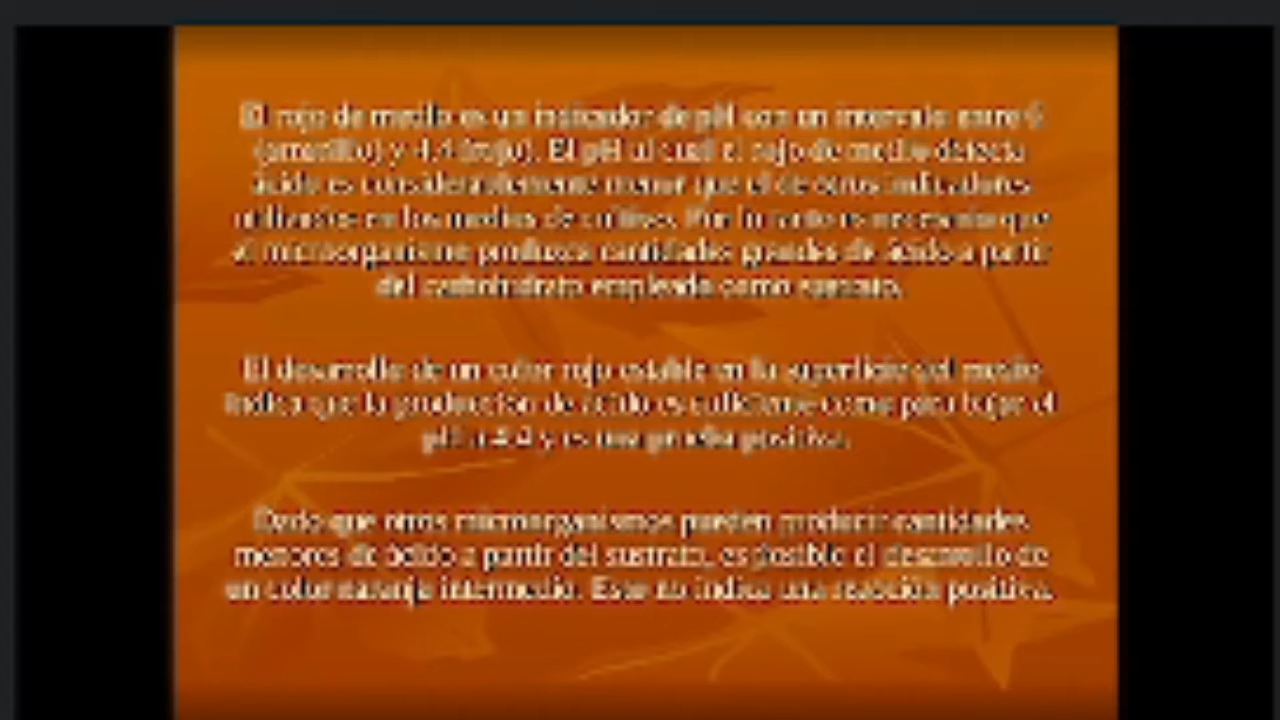 El rojo de metilo es un indicador de pH con un intervalo entre 6
(amarillo) y 4,4 (rojo). El pH al cual el rojo de metilo detecta
ácido es considerablemente menor que el de otros indicadores
utilizados en los medios de cultivo. Por lo tanto es necesario que
el microorganismo produzca cantidades grandes de ácido a partir
del carbohidrato empleado como sustrato.
El desarrollo de un color rojo estable en la superficie del medio
indica que la producción de ácido es suficiente como para bajar el
pH a 4.4 y es una prueba positiva.
Dado que otros microorganismos pueden producir cantidades
menores de ácido a partir del sustrato, es posible el desarrollo de
un color naranja intermedio. Esto no indica una reacción positiva.